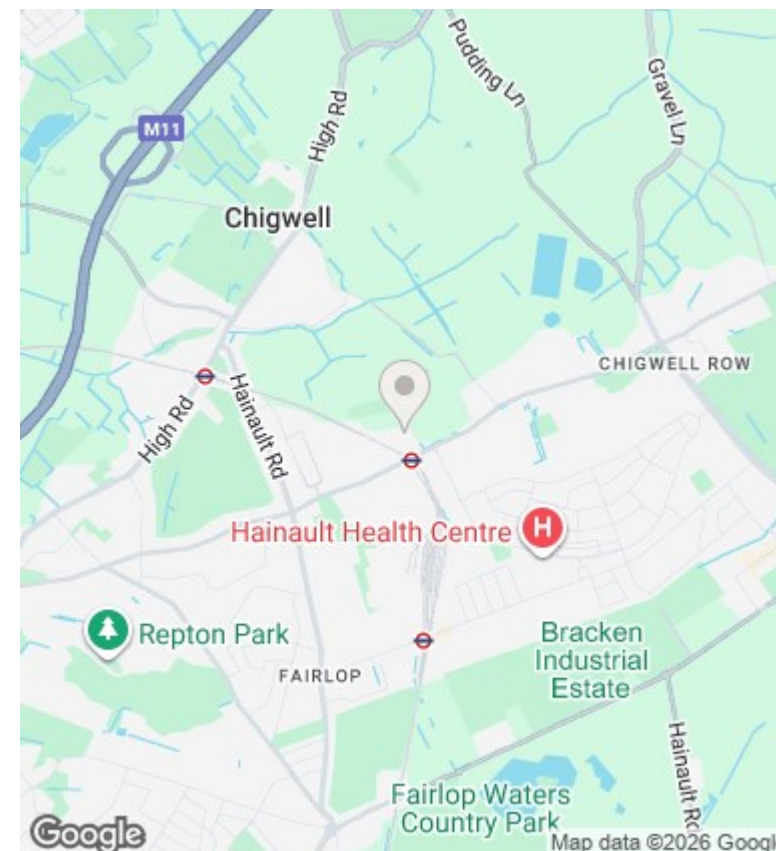 Pudding Ln
Gravel Ln
M11
High Rd
Chigwell
CHIGWELL ROW
Hainault Rd
High Rd
Hainault Health Centre
H
Repton Park
Bracken
Industrial
Estate
FAIRLOP
Hainault Rd
Fairlop Waters
Country Park
Google
Map data ©2026 Googl